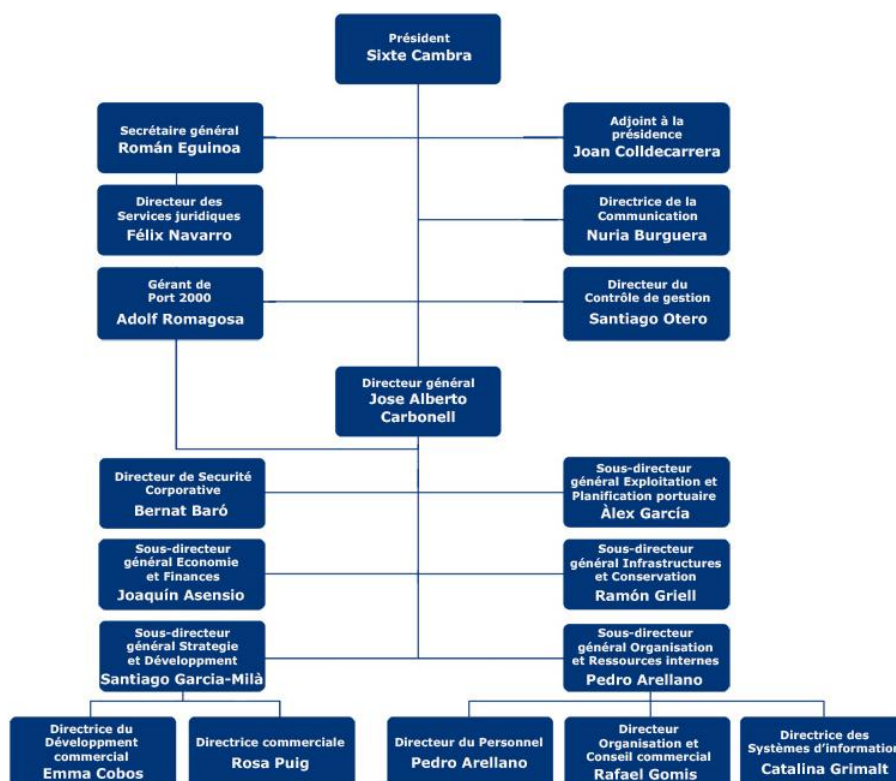 Président
Sixte Cambra
Secrétaire général
Román Eguinoa
Adjoint à la
présidence
Joan Colldecarrera
Directeur des
Services juridiques
Félix Navarro
Directrice de la
Communication
Nuria Burguera
Gérant de
Port 2000
Adolf Romagosa
Directeur du
Contrôle de gestion
Santiago Otero
Directeur général
Jose Alberto
Carbonell
Directeur de Securité
Corporative
Bernat Baró
Sous-directeur
général Exploitation et
Planification portuaire
Àlex García
Sous-directeur
général Economie
et Finances
Joaquín Asensio
Sous-directeur
général Infrastructures
et Conservation
Ramón Griell
Sous-directeur
général Strategie
et Développment
Santiago Garcia-Milà
Sous-directeur
général Organisation
et Ressources internes
Pedro Arellano
Directrice du
Développment
commercial
Emma Cobos
Directrice commerciale
Rosa Puig
Directeur du Personnel
Pedro Arellano
Directeur
Organisation et
Conseil commercial
Rafael Gomis
Directrice des
Systèmes d'information
Catalina Grimalt